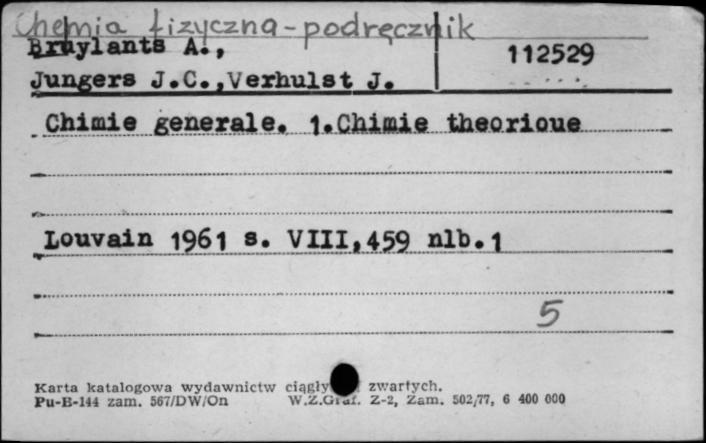 Chemia fizyczna - podręcznik
Bruylants A.,
112529
Jungers J.C.,Verhulst J.
Chimie generale. 1.Chimie theorioue
Louvain 1961 s. VIII,459 nlb.1
5
Karta katalogowa wydawnictw ciągły zwartych.
Pu-B-144 zam. 567/DW/On W.Z.Graf. Z-2, Zam. 502/77, 6 400 000